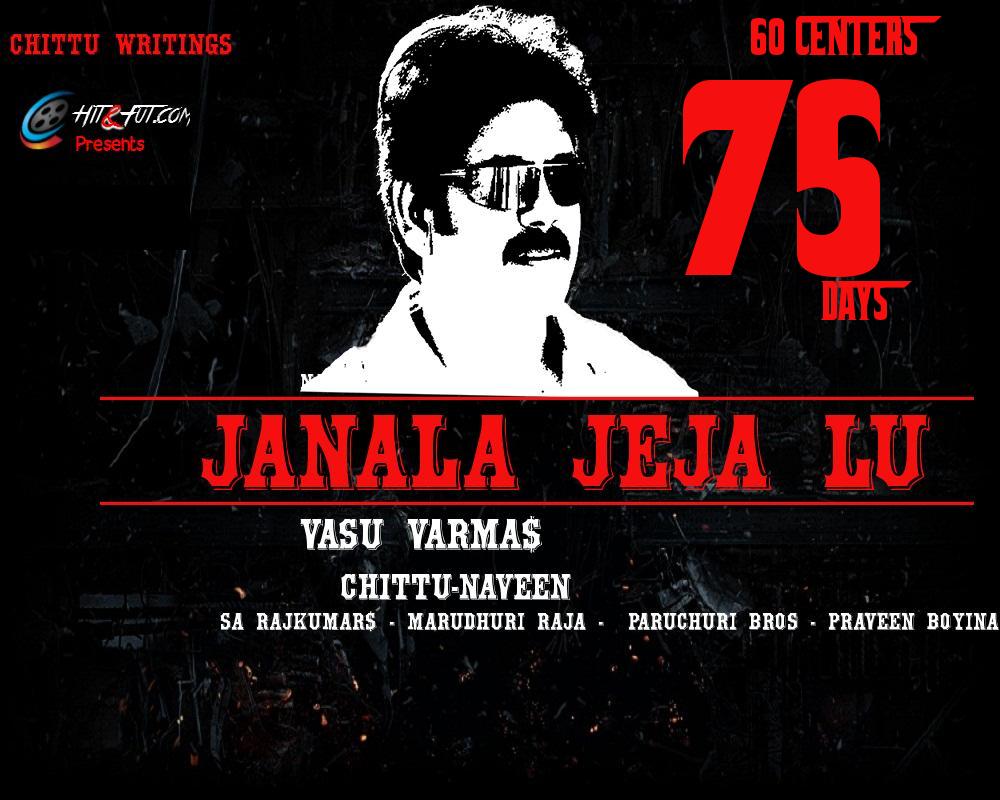 CHITTU WRITINGS
HIT&FUT.COM
Presents
60 CENTERS
75
DAYS
JANALA JEJA LU
VASU VARMA$
CHITTU-NAVEEN
SA RAJKUMAR$ - MARUDHURI RAJA - PARUCHURI BROS - PRAVEEN BOYINA